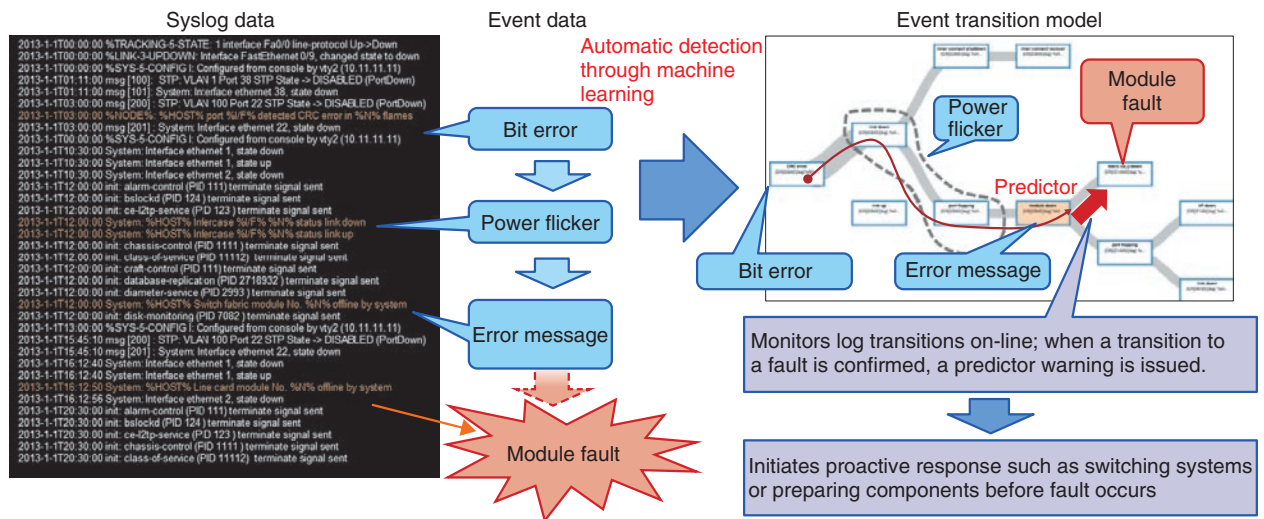 Syslog data
2013-1-1T00:00:00 %TRACKING-5-STATE: 1 interface Fa0/0 line-protocol Up->Down
2013-1-1T00:00:00 %LINK-3-UPDOWN: Interface FastEthernet 0/9, changed state to down
2013-1-1T00:00:00 %SYS-5-CONFIG I: Configured from console by vty2 (10.11.11.11)
2013-1-1T01:11:00 msg [100]: STP: VLAN 1 Port 38 STP State -> DISABLED (PortDown)
2013-1-1T01:11:00 msg [101]: System: Interface ethernet 38, state down
2013-1-1T03:00:00 msg [200] : STP: VLAN 100 Port 22 STP State -> DISABLED (PortDown)
2013-1-1T03:00:00 %NODE%: %HOST% port %I/F% detected CRC error in %N% flames
2013-1-1T03:00:00 msg [201] : System: Interface ethernet 22, state down
2013-1-1T00:00:00 %SYS-5-CONFIG I: Configured from console by vty2 (10.11.11.11)
2013-1-1T10:30:00 System: Interface ethernet 1, state down
2013-1-1T10:30:00 System: Interface ethernet 1, state up
2013-1-1T10:30:00 System: Interface ethernet 2, state down
2013-1-1T12:00:00 init: alarm-control (PID 111) terminate signal sent
2013-1-1T12:00:00 init: bslockd (PID 124 ) terminate signal sent
2013-1-1T12:00:00 init: ce-l2tp-service (PD 123 ) terminate signal sent
2013-1-1T12:00:00 System: %HOST% Intercase %I/F% %N% status link down
2013-1-1T12:00:00 System: %HOST% Intercase %I/F% %N% status link up
2013-1-1T12:00:00 init: chassis-control (PID 1111 ) terminate signal sent
2013-1-1T12:00:00 init: class-of-service (PID 11112) terminate signal sent
2013-1-1T12:00:00 init: craft-control (PID 111) terminate signal sent
2013-1-1T12:00:00 init: database-replication (PID 2718932 ) terminate signal sent
2013-1-1T12:00:00 init: diameter-service (PID 2993 ) terminate signal sent
2013-1-1T12:00:00 System: %HOST% Switch fabric module No. %N% offline by system
2013-1-1T12:00:00 init: disk-monitoring (PID 7082 ) terminate signal sent
2013-1-1T13:00:00 %SYS-5-CONFIG I: Configured from console by vty2 (10.11.11.11)
2013-1-1T15:45:10 msg [200] : STP: VLAN 100 Port 22 STP State -> DISABLED (PortDown)
2013-1-1T15:45:10 msg [201] : System: Interface ethernet 22, state down
2013-1-1T16:12:40 System: Interface ethernet 1, state down
2013-1-1T16:12:40 System: Interface ethernet 1, state up
2013-1-1T16:12:50 System: %HOST% Line card module No. %N% offline by system
2013-1-1T16:12:56 System: Interface ethernet 2, state down
2013-1-1T20:30:00 init: alarm-control (PID 111) terminate signal sent
2013-1-1T20:30:00 init: bslockd (PID 124 ) terminate signal sent
2013-1-1T20:30:00 init: ce-l2tp-service (PD 123 ) terminate signal sent
2013-1-1T20:30:00 init: chassis-control (PID 1111 ) terminate signal sent
2013-1-1T20:30:00 init: class-of-service (PID 11112) terminate signal sent
Event data
Bit error
Power flicker
Error message
Module fault
Automatic detection
through machine
learning
Event transition model
Module
fault
Power
flicker
CRC error
link up
port flapping
module down
port flapping
Predictor
Bit error
Error message
Monitors log transitions on-line; when a transition to
a fault is confirmed, a predictor warning is issued.
Initiates proactive response such as switching systems
or preparing components before fault occurs